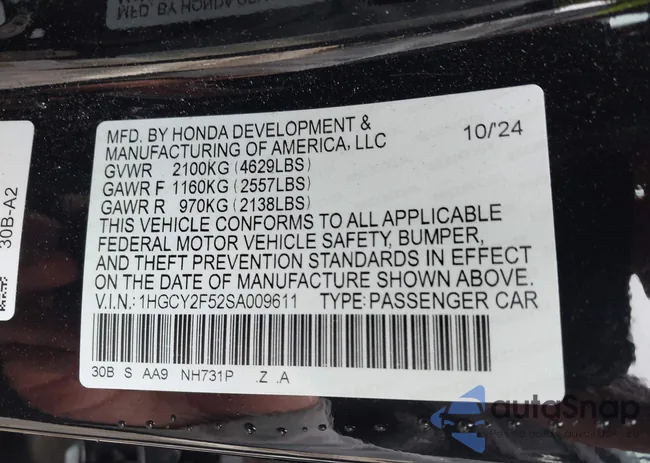 MFD. BY HONDA DEVELOPMENT &
MANUFACTURING OF AMERICA, LLC
10/'24
GVWR 2100KG (4629LBS)
GAWR F 1160KG (2557LBS)
GAWR R 970KG (2138LBS)
THIS VEHICLE CONFORMS TO ALL APPLICABLE
FEDERAL MOTOR VEHICLE SAFETY, BUMPER,
AND THEFT PREVENTION STANDARDS IN EFFECT
ON THE DATE OF MANUFACTURE SHOWN ABOVE.
V.I.N.:1HGCY2F52SA009611 TYPE:PASSENGER CAR
30B S AA9 NH731P .Z .A
30B-A2
autoSnap